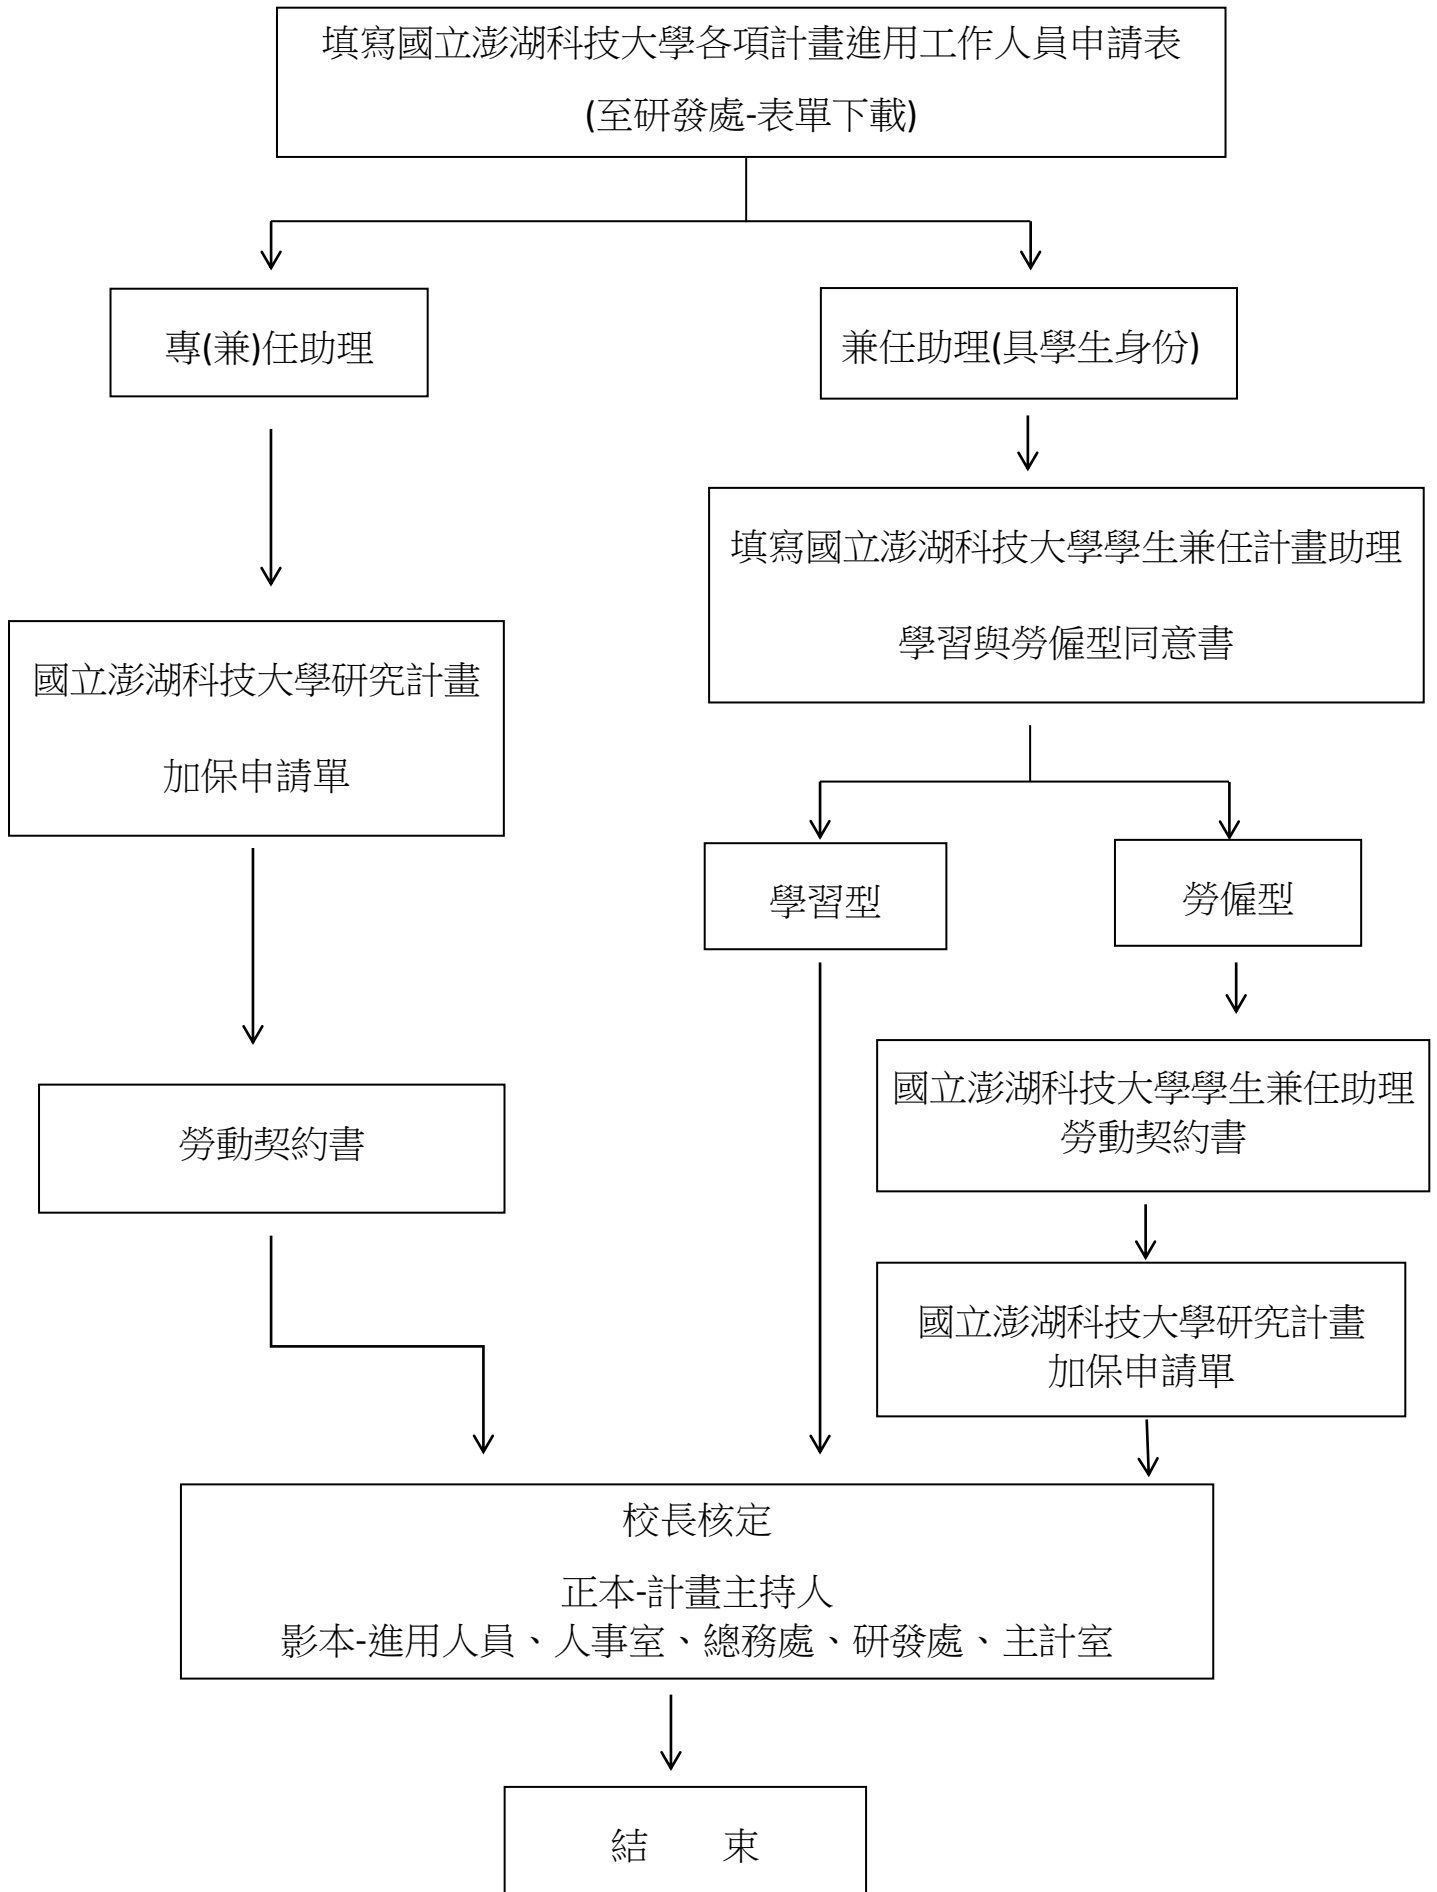 填寫國立澎湖科技大學各項計畫進用工作人員申請表
(至研發處-表單下載)
專(兼)任助理
兼任助理(具學生身份)
填寫國立澎湖科技大學學生兼任計畫助理
學習與勞僱型同意書
國立澎湖科技大學研究計畫
加保申請單
學習型
勞僱型
國立澎湖科技大學學生兼任助理
勞動契約書
勞動契約書
國立澎湖科技大學研究計畫
加保申請單
校長核定
正本-計畫主持人
影本-進用人員、人事室、總務處、研發處、主計室
結 束